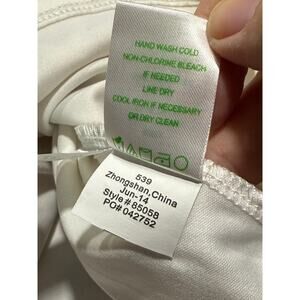 HAND WASH COLD
NON-CHLORINE BLEACH
IF NEEDED
LINE DRY
COOL IRON IF NECESSARY
OR DRY CLEAN
539
Zhongshan,China
Jun-14
Style#8505B
PO#042752